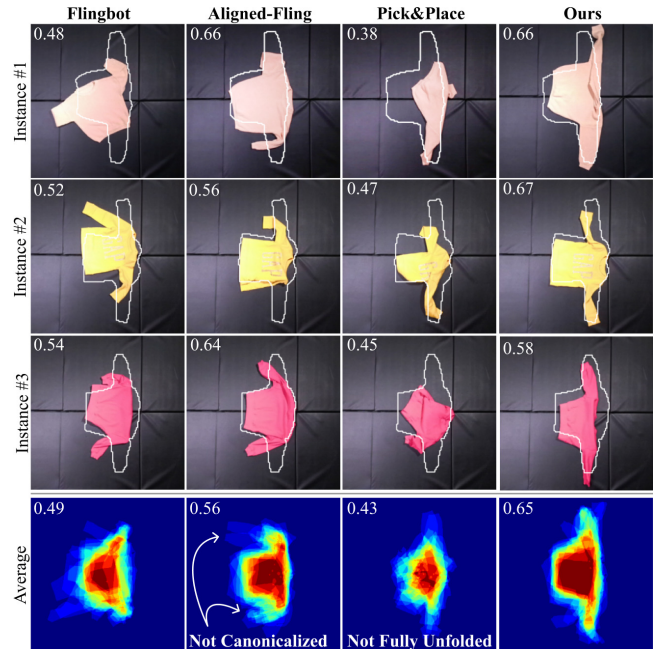 Flingbot Aligned-Fling Pick&Place Ours
Instance #1
0.48 0.66 0.38 0.66
Instance #2
0.52 0.56 0.47 0.67
Instance #3
0.54 0.64 0.45 0.58
Average
0.49 0.56 0.43 0.65
Not Canonicalized Not Fully Unfolded